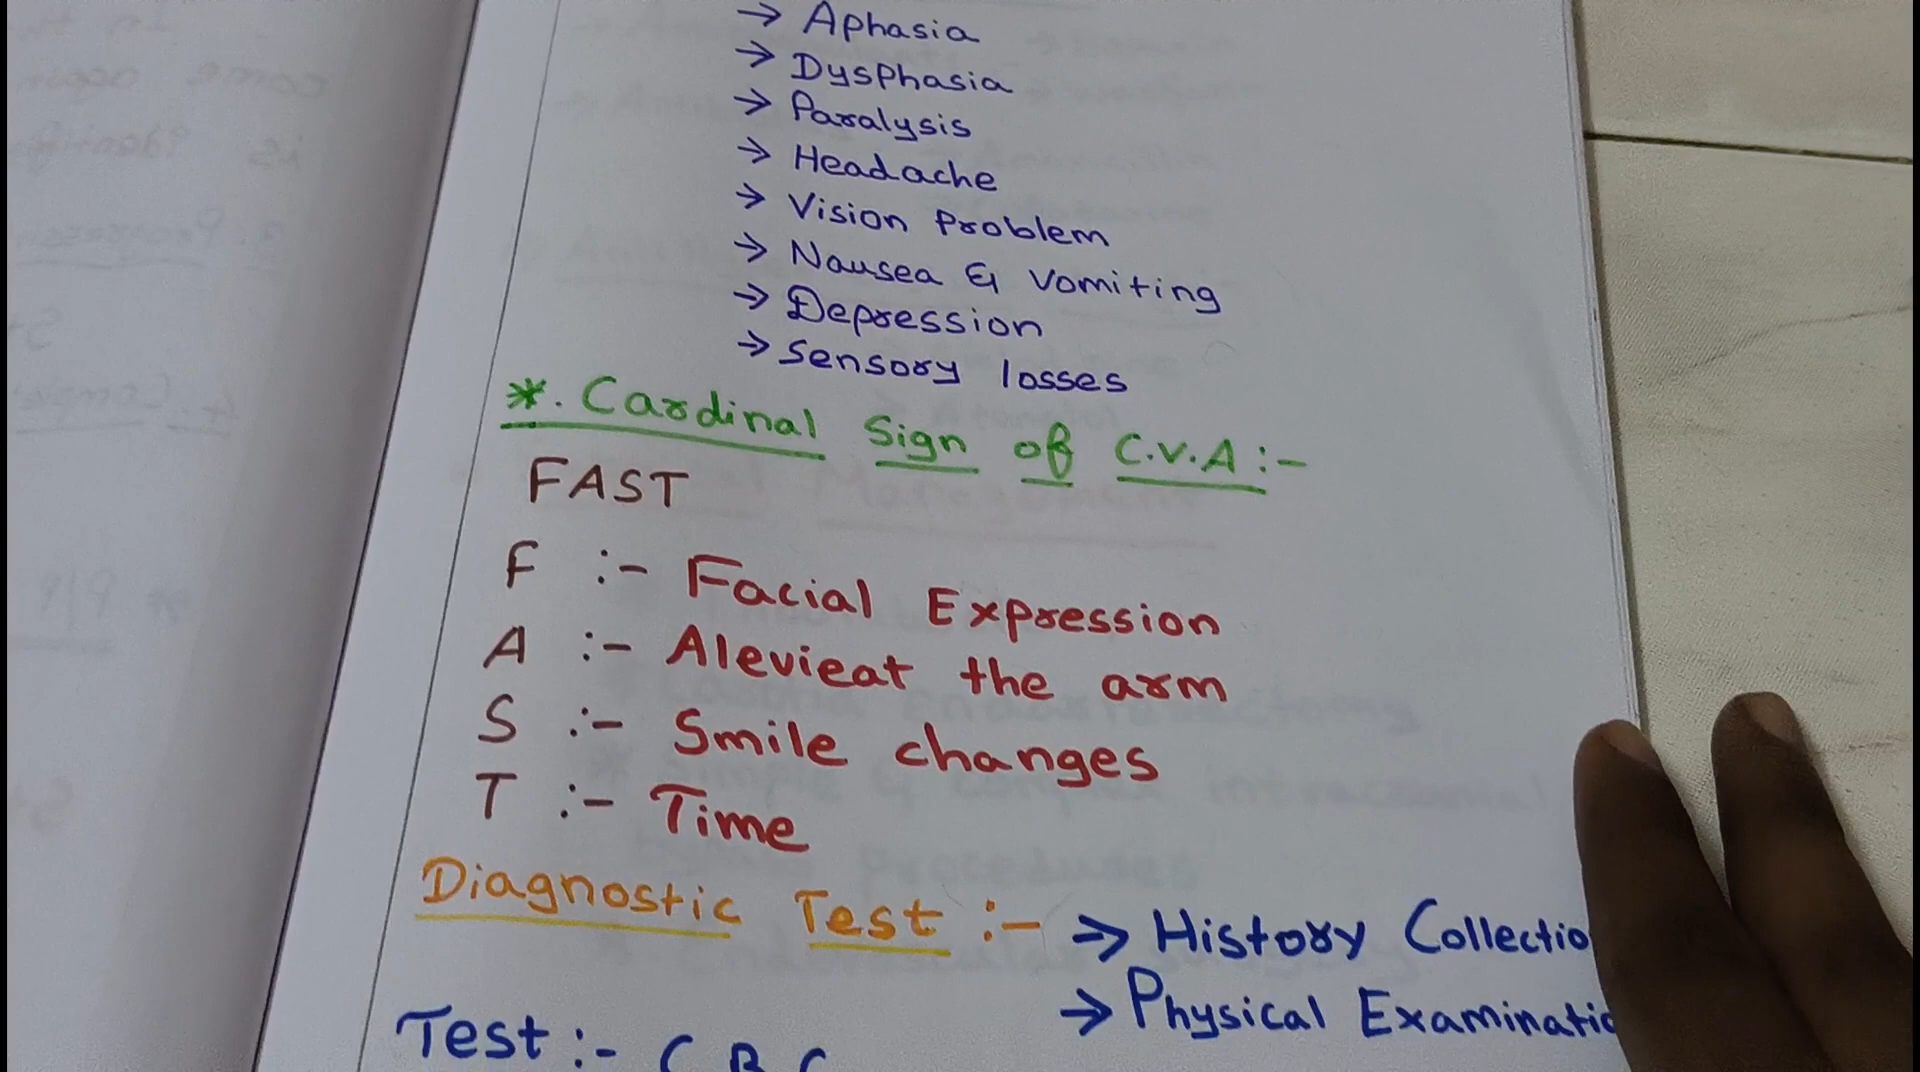 → Aphasia
→ Dysphasia
→ Paralysis
→ Headache
→ Vision Problem
→ Nausea & Vomiting
→ Depression
→ Sensory losses
*. Cardinal Sign of C.V.A :-
FAST
F :- Facial Expression
A :- Alevieat the arm
S :- Smile changes
T :- Time
Diagnostic Test :- → History Collectio
→ Physical Examinatio
Test :- C B C